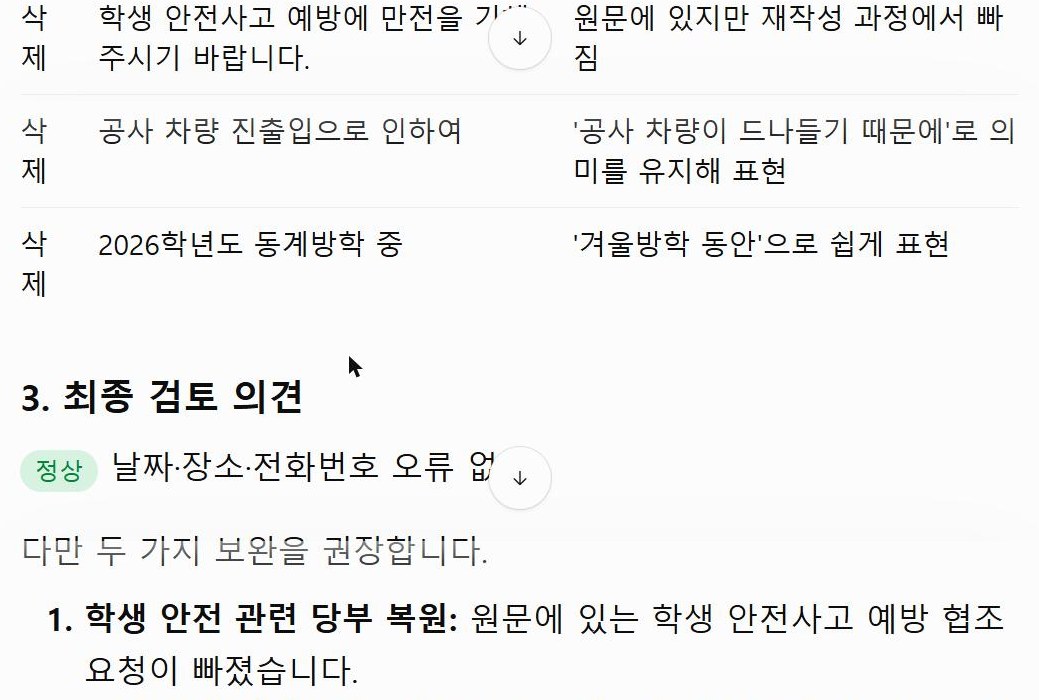 삭 학생 안전사고 예방에 만전을 원문에 있지만 재작성 과정에서 빠
제 주시기 바랍니다. 짐
삭 공사 차량 진출입으로 인하여 '공사 차량이 드나들기 때문에'로 의
제 미를 유지해 표현
삭 2026학년도 동계방학 중 '겨울방학 동안'으로 쉽게 표현
제
3. 최종 검토 의견
정상 날짜·장소·전화번호 오류
다만 두 가지 보완을 권장합니다.
1. 학생 안전 관련 당부 복원: 원문에 있는 학생 안전사고 예방 협조
요청이 빠졌습니다.